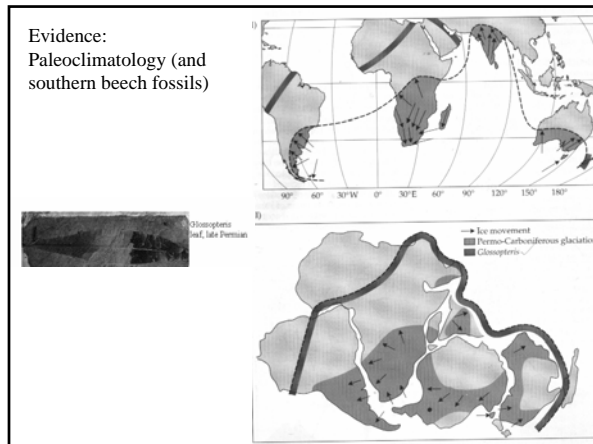 Evidence:
Paleoclimatology (and
southern beech fossils)
Glossopteris
leaf, late Permian
90° 60° 30° W 0° 30° E 60° 90° 120° 150° 180°
Ice movement
Permo-Carboniferous glaciation
Glossopteris